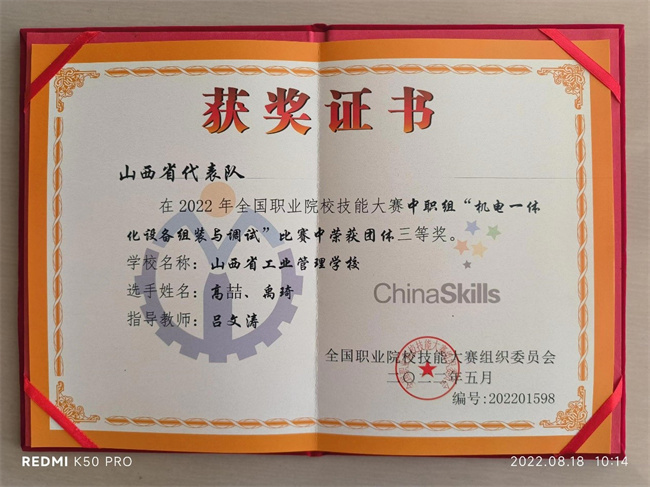 获奖证书
山西省代表队
在2022年全国职业院校技能大赛中职组“机电一体
化设备组装与调试”比赛中荣获团体三等奖。
学校名称：山西省工业管理学校
选手姓名：高喆、禹琦
指导教师：吕文涛
ChinaSkills
全国职业院校技能大赛组织委员会
二〇二二年五月
编号:202201598
REDMI K50 PRO
2022.08.18 10:14